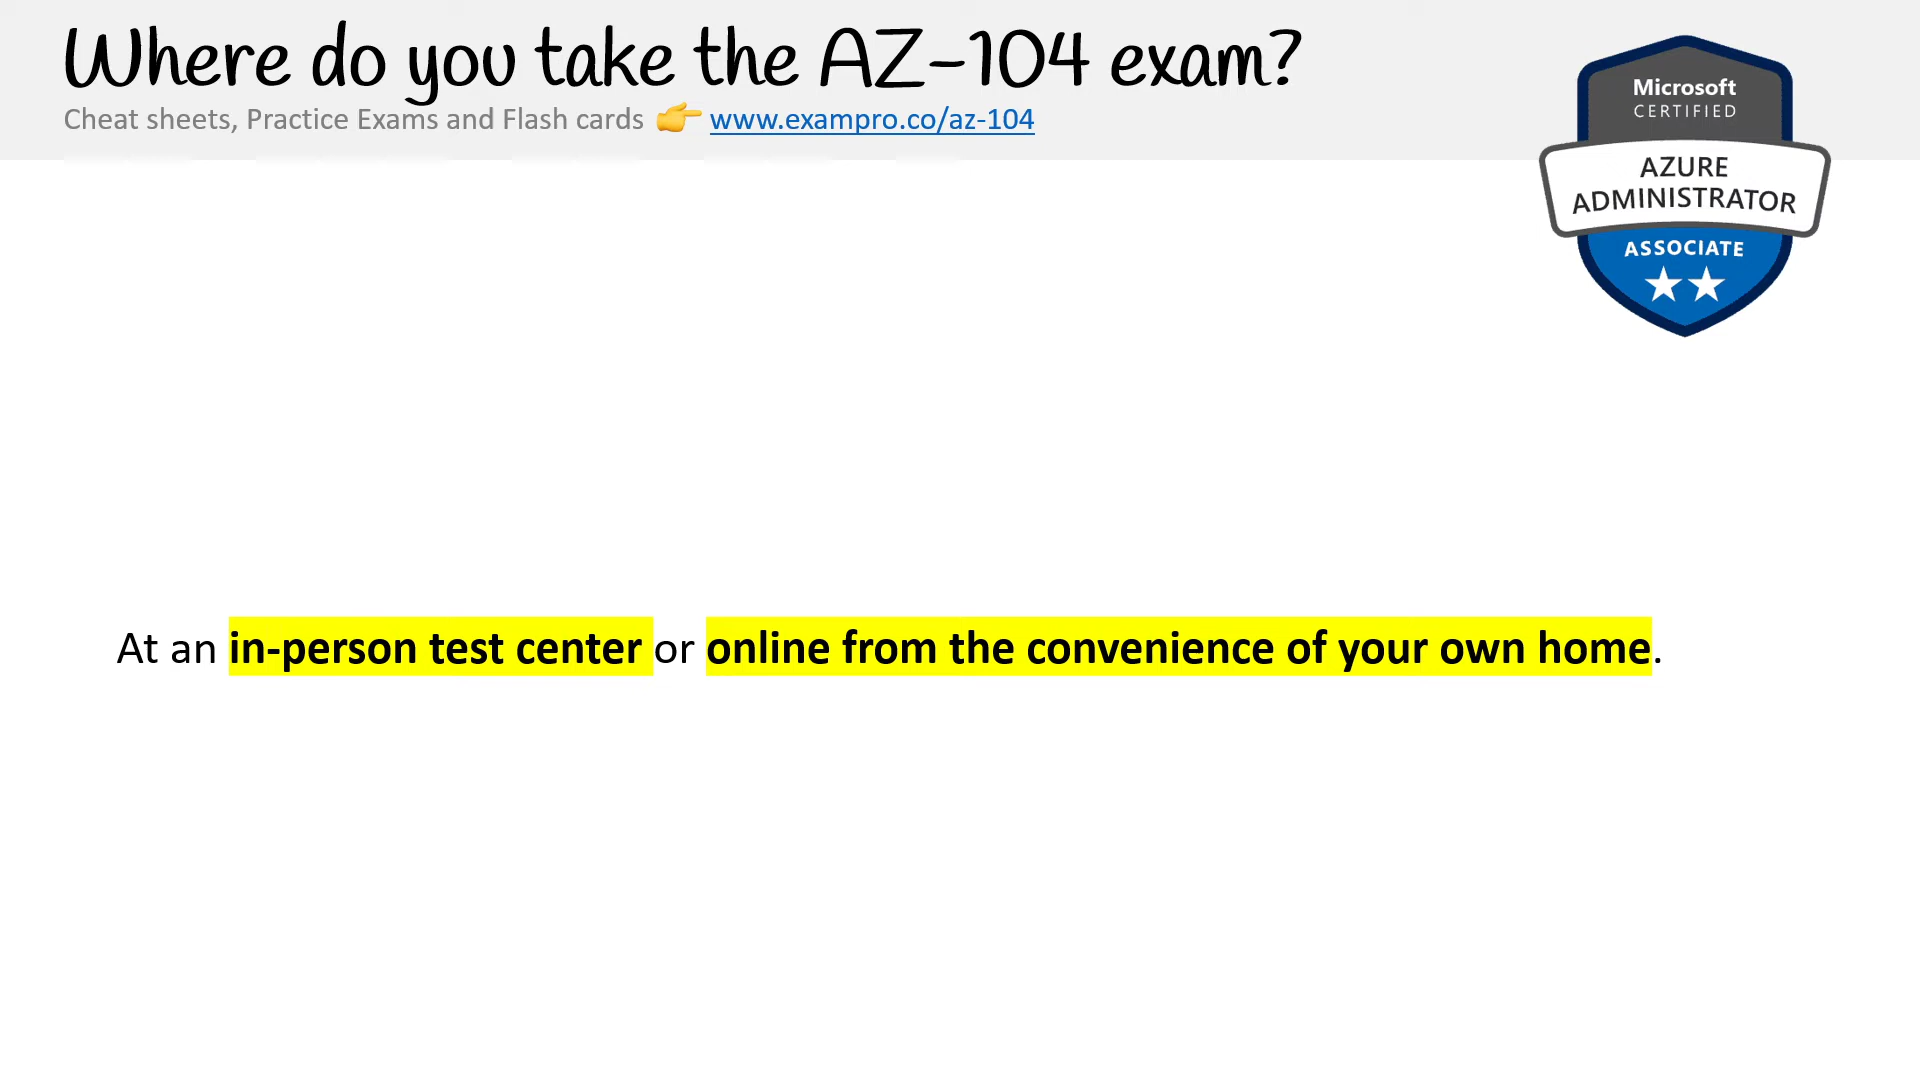 Where do you take the AZ-104 exam?
Cheat sheets, Practice Exams and Flash cards 👉 www.exampro.co/az-104
Microsoft
CERTIFIED
AZURE
ADMINISTRATOR
ASSOCIATE
At an in-person test center or online from the convenience of your own home.